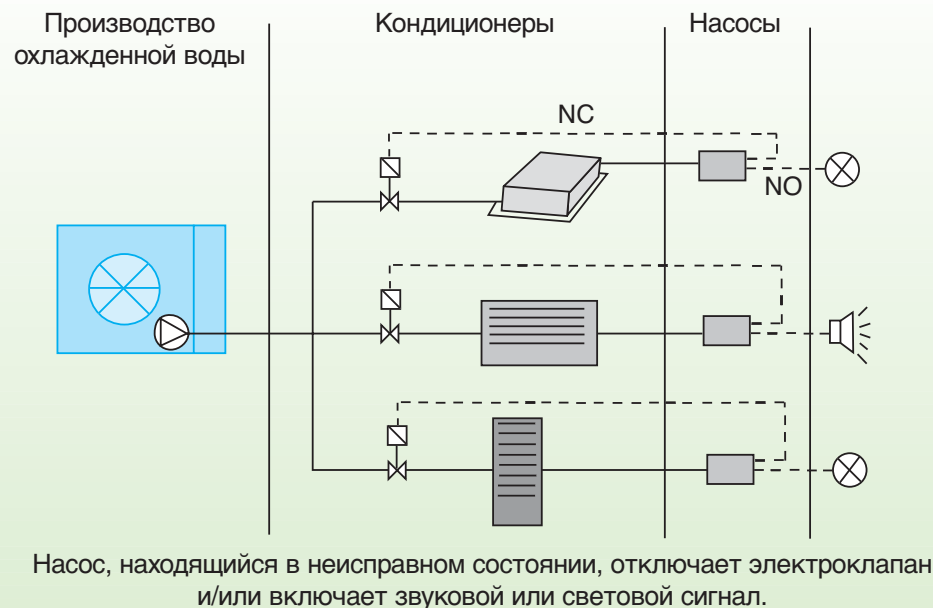 Производство
охлажденной воды
Кондиционеры
Насосы
NC
NO
Насос, находящийся в неисправном состоянии, отключает электроклапан
и/или включает звуковой или световой сигнал.